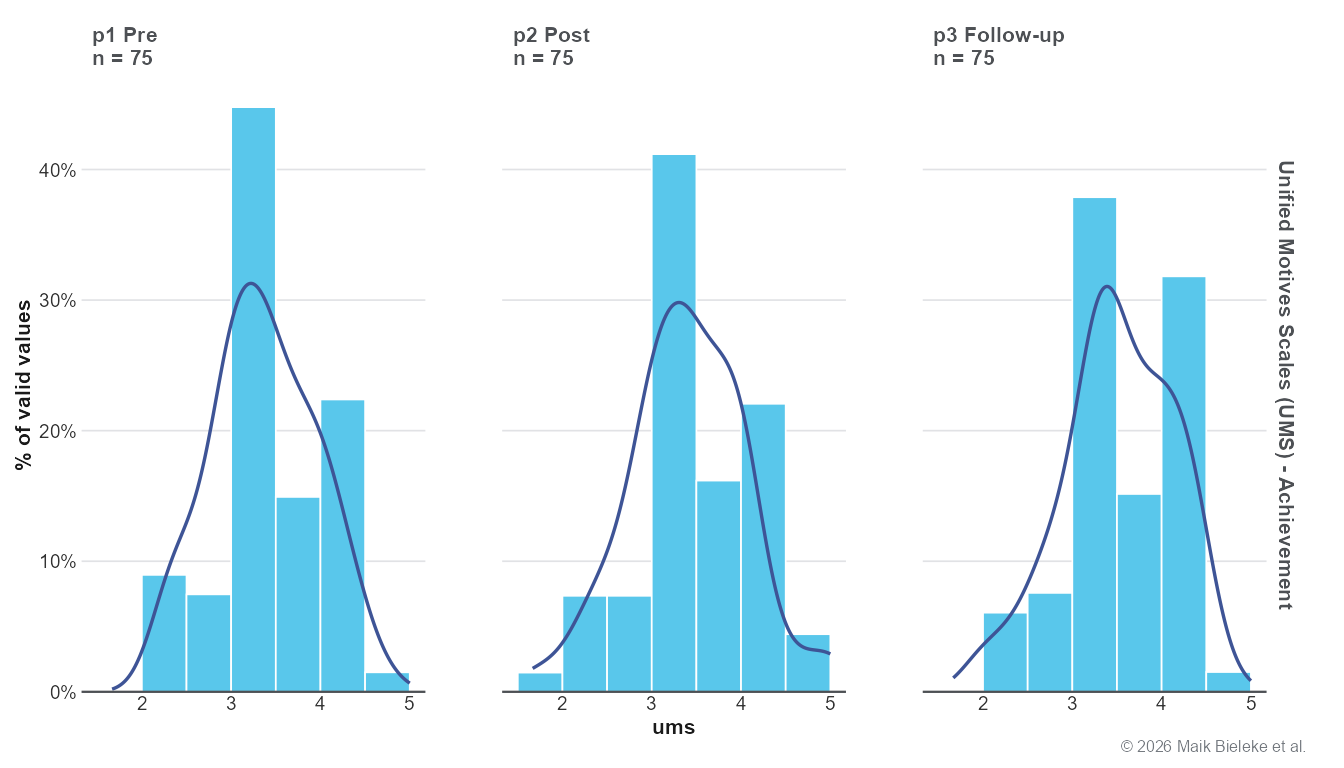 p1 Pre
n = 75
p2 Post
n = 75
p3 Follow-up
n = 75
% of valid values
40%
30%
20%
10%
0%
2 3 4 5
2 3 4 5
2 3 4 5
ums
Unified Motives Scales (UMS) - Achievement
© 2026 Maik Bieleke et al.